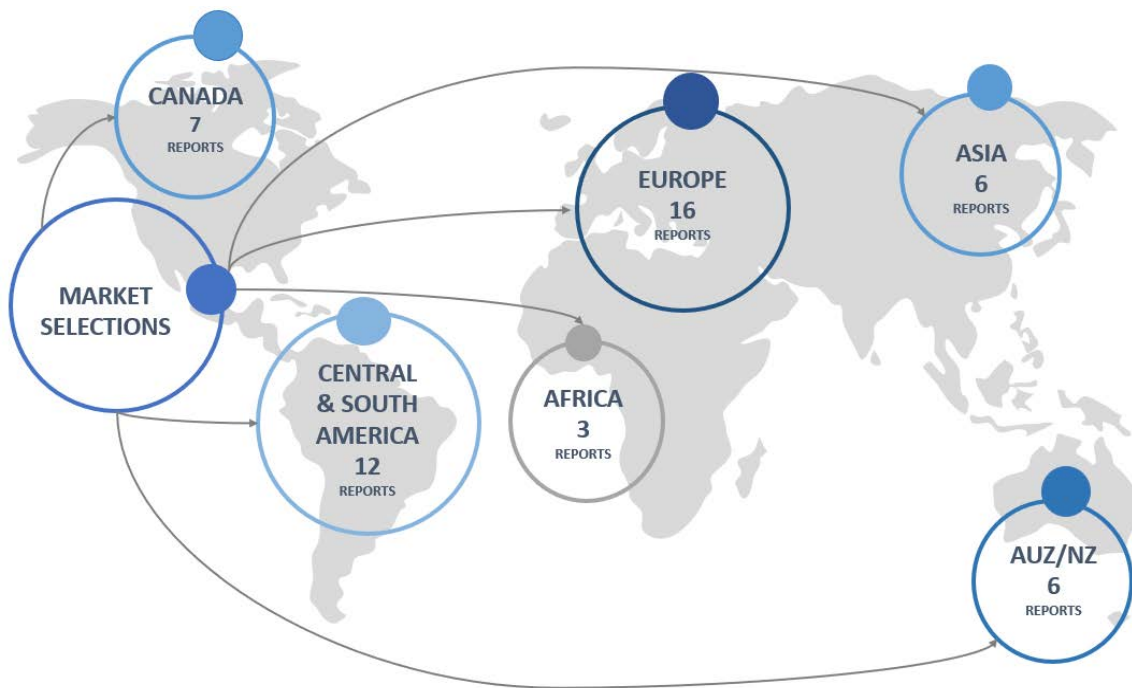 CANADA
7
REPORTS
MARKET
SELECTIONS
CENTRAL
& SOUTH
AMERICA
12
REPORTS
EUROPE
16
REPORTS
AFRICA
3
REPORTS
ASIA
6
REPORTS
AUZ/NZ
6
REPORTS